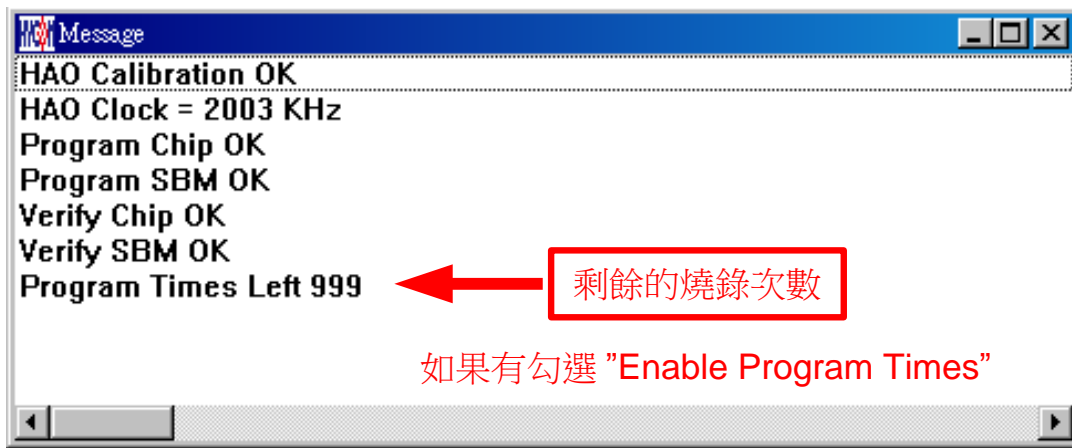 Message
HAO Calibration OK
HAO Clock = 2003 KHz
Program Chip OK
Program SBM OK
Verify Chip OK
Verify SBM OK
Program Times Left 999
剩餘的燒錄次數
如果有勾選 ”Enable Program Times”